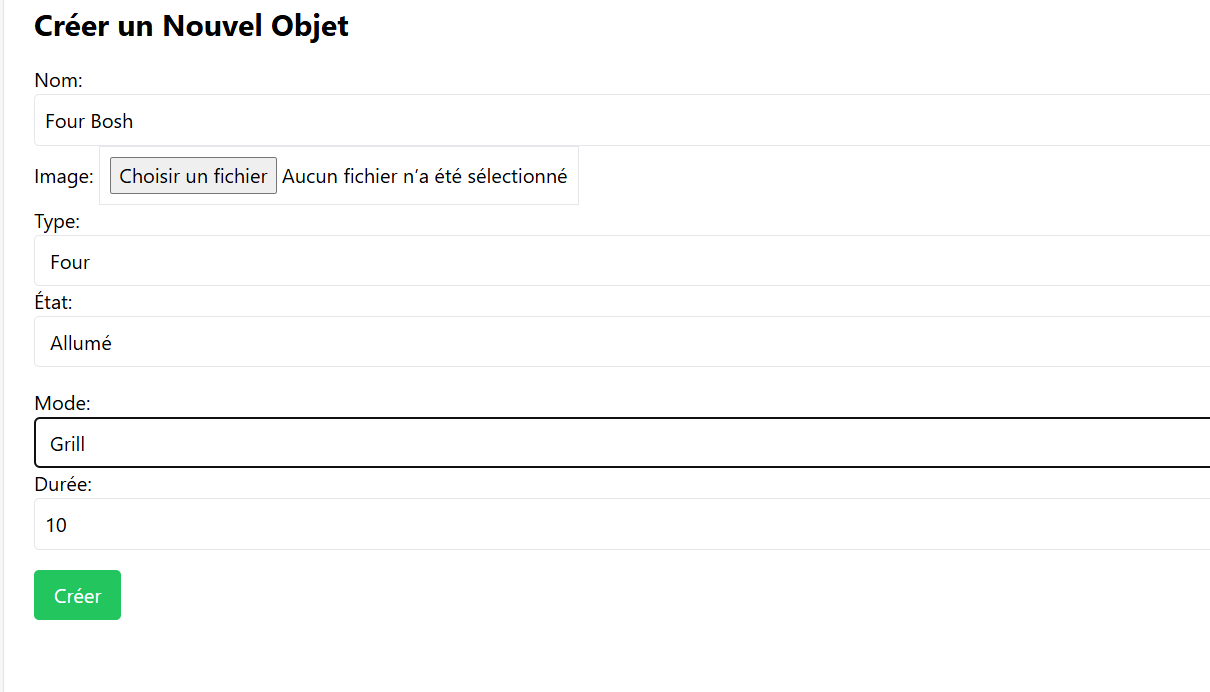 Créer un Nouvel Objet
Nom:
Four Bosh
Image: Choisir un fichier Aucun fichier n’a été sélectionné
Type:
Four
État:
Allumé
Mode:
Grill
Durée:
10
Créer